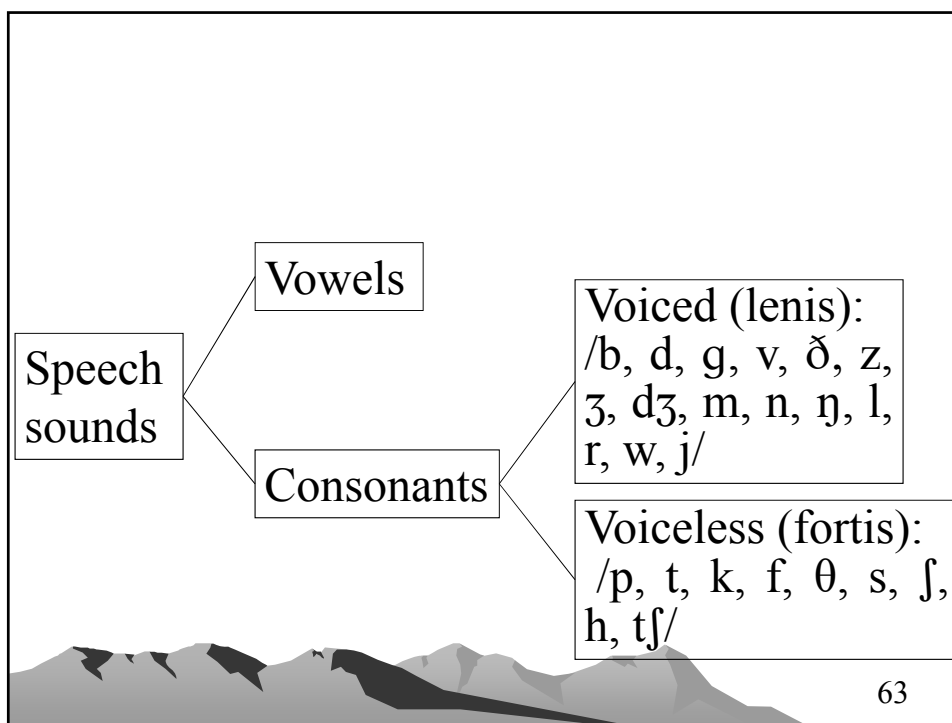 Vowels
Speech
sounds
Consonants
Voiced (lenis):
/b, d, ɡ, v, ð, z,
ʒ, dʒ, m, n, ŋ, l,
r, w, j/
Voiceless (fortis):
/p, t, k, f, θ, s, ʃ,
h, tʃ/
63